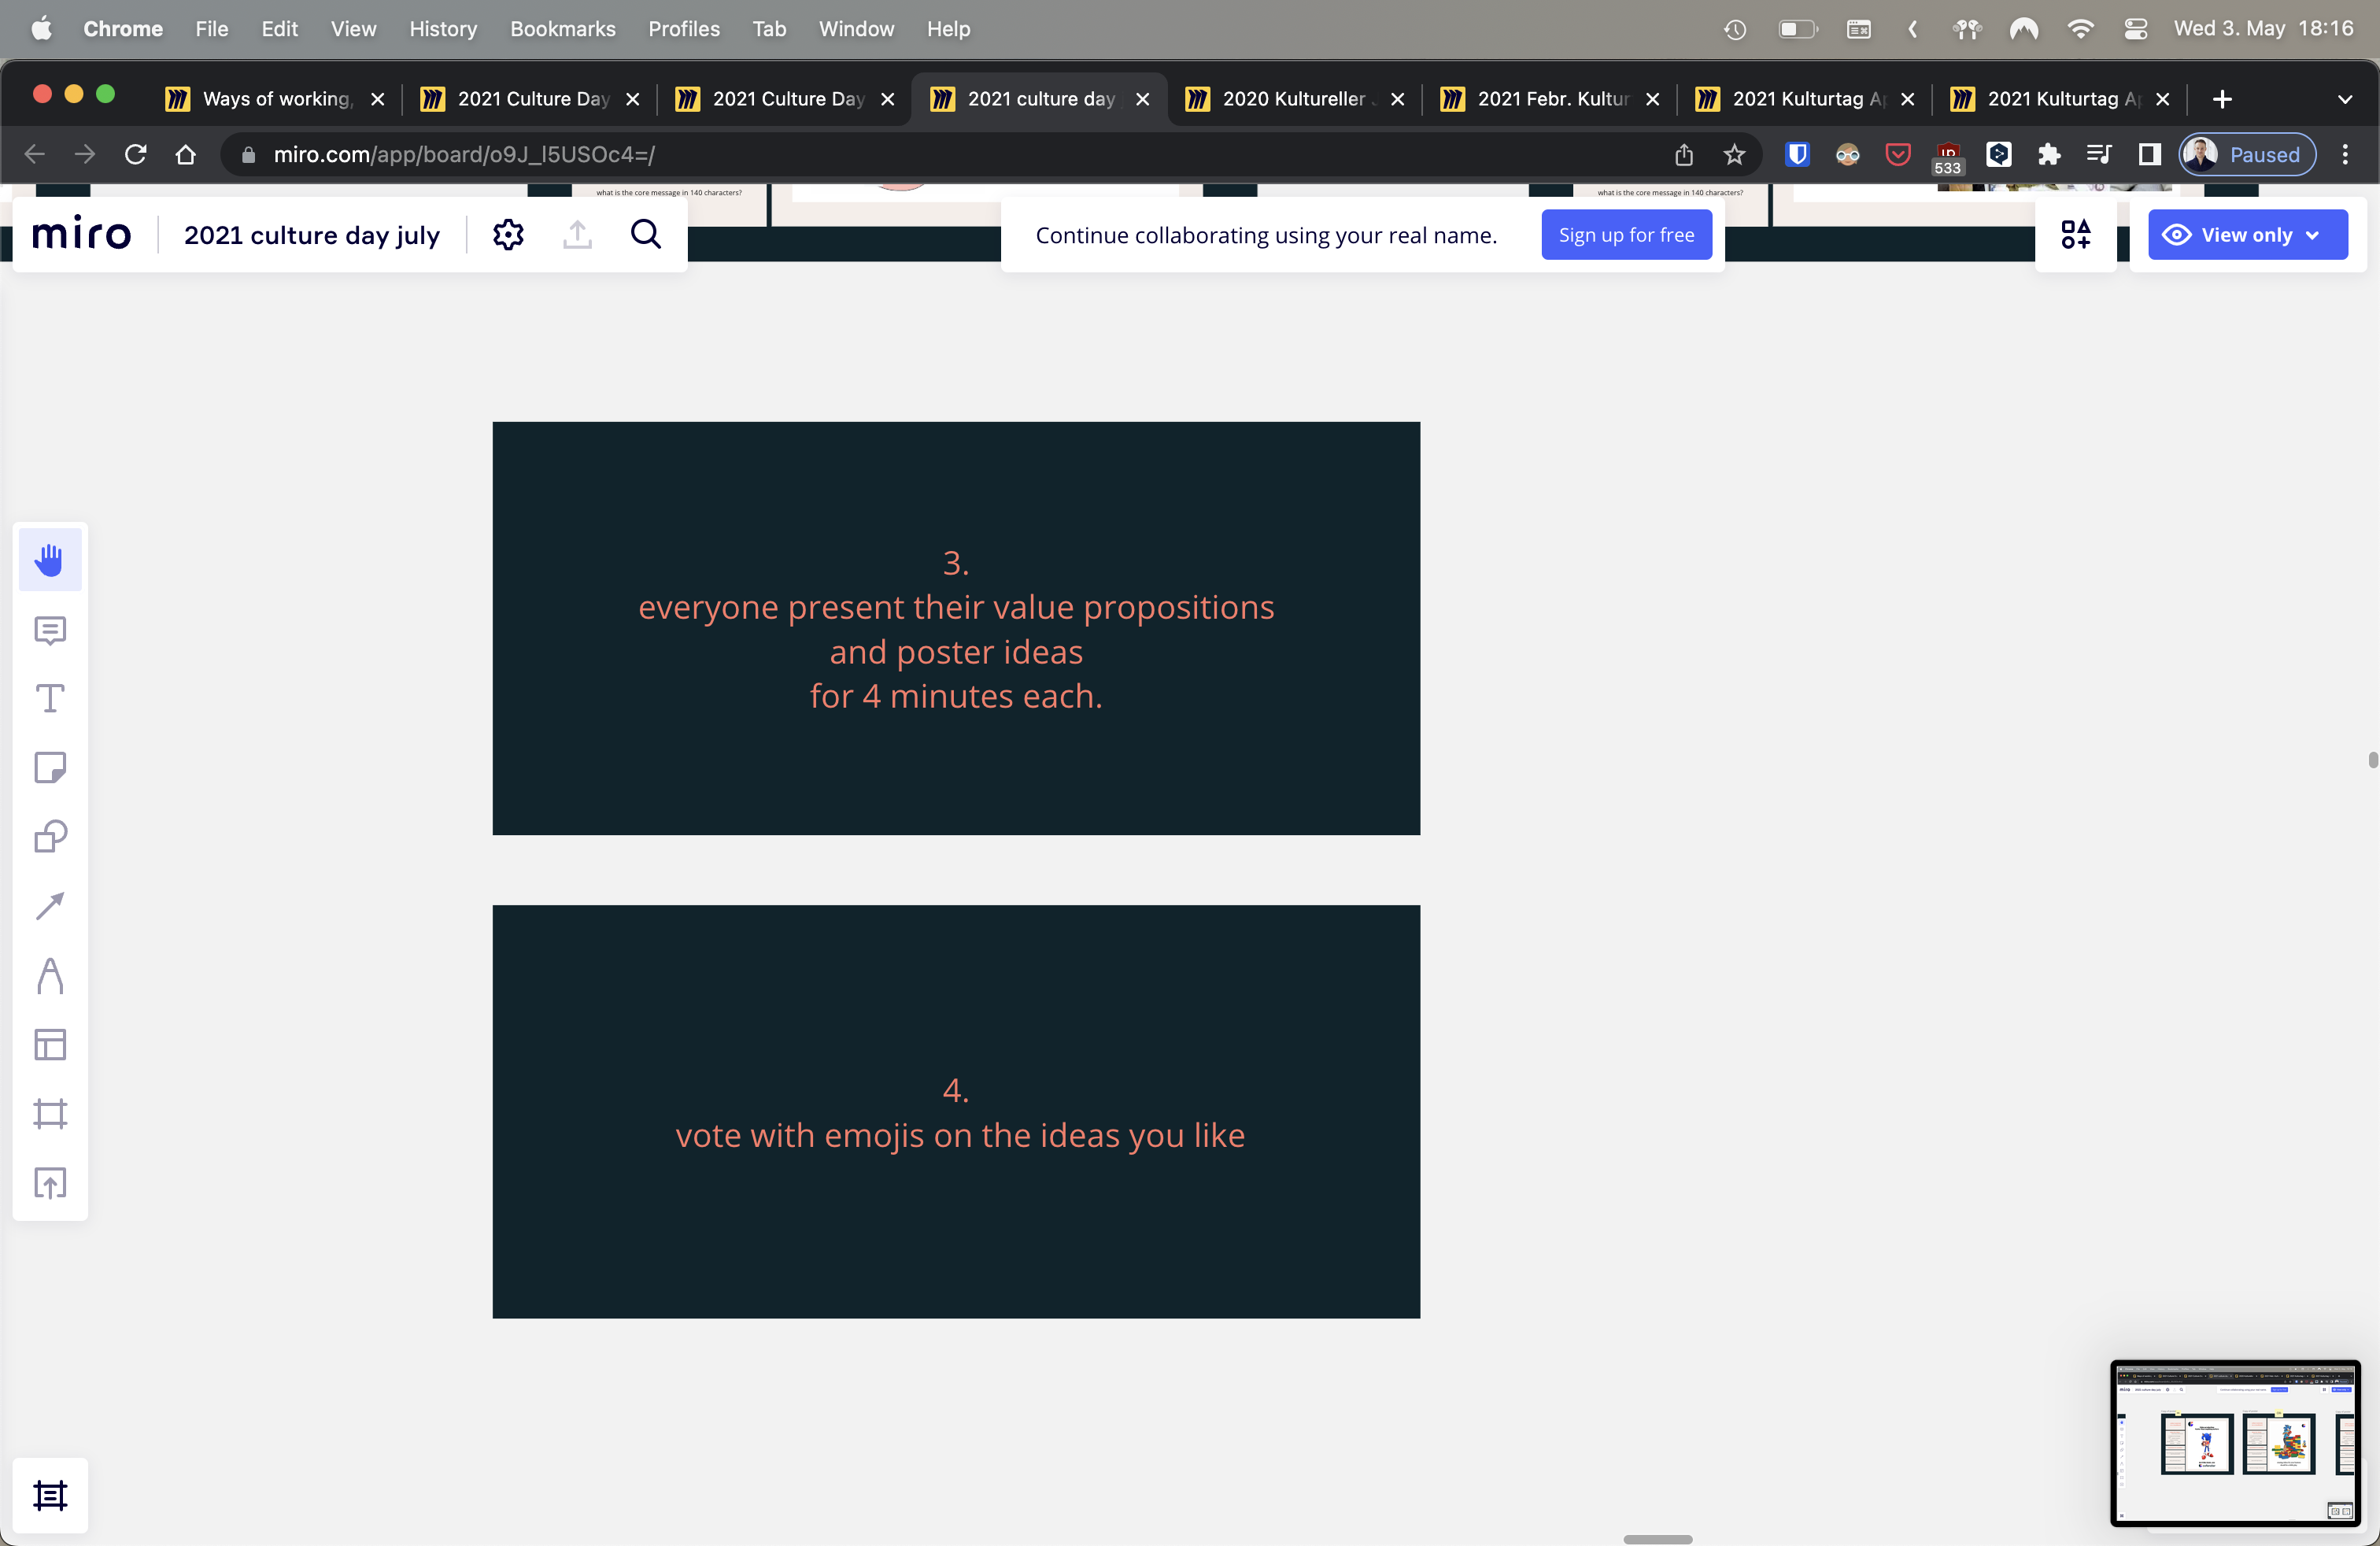 Chrome File Edit View History Bookmarks Profiles Tab Window Help Wed 3. May 18:16
Ways of working, 2021 Culture Day 2021 Culture Day 2021 culture day 2020 Kultureller 2021 Febr. Kultur 2021 Kulturtag 2021 Kulturtag
miro.com/app/board/o9J_l5USOc4=/ 533 Paused
what is the core message in 140 characters? what is the core message in 140 characters?
miro 2021 culture day july Continue collaborating using your real name. Sign up for free View only
3.
everyone present their value propositions
and poster ideas
for 4 minutes each.
4.
vote with emojis on the ideas you like